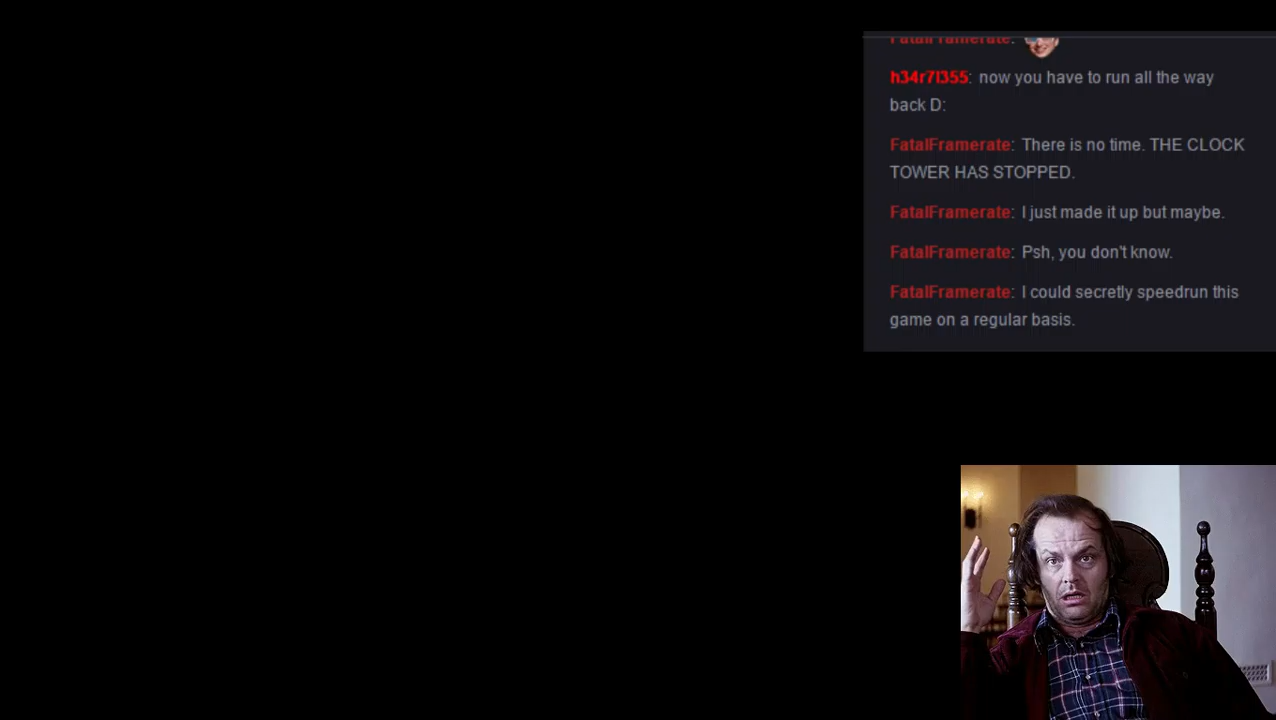 FatalFramerate:
h34r7l355: now you have to run all the way
back D:
FatalFramerate: There is no time. THE CLOCK
TOWER HAS STOPPED.
FatalFramerate: I just made it up but maybe.
FatalFramerate: Psh, you don't know.
FatalFramerate: I could secretly speedrun this
game on a regular basis.